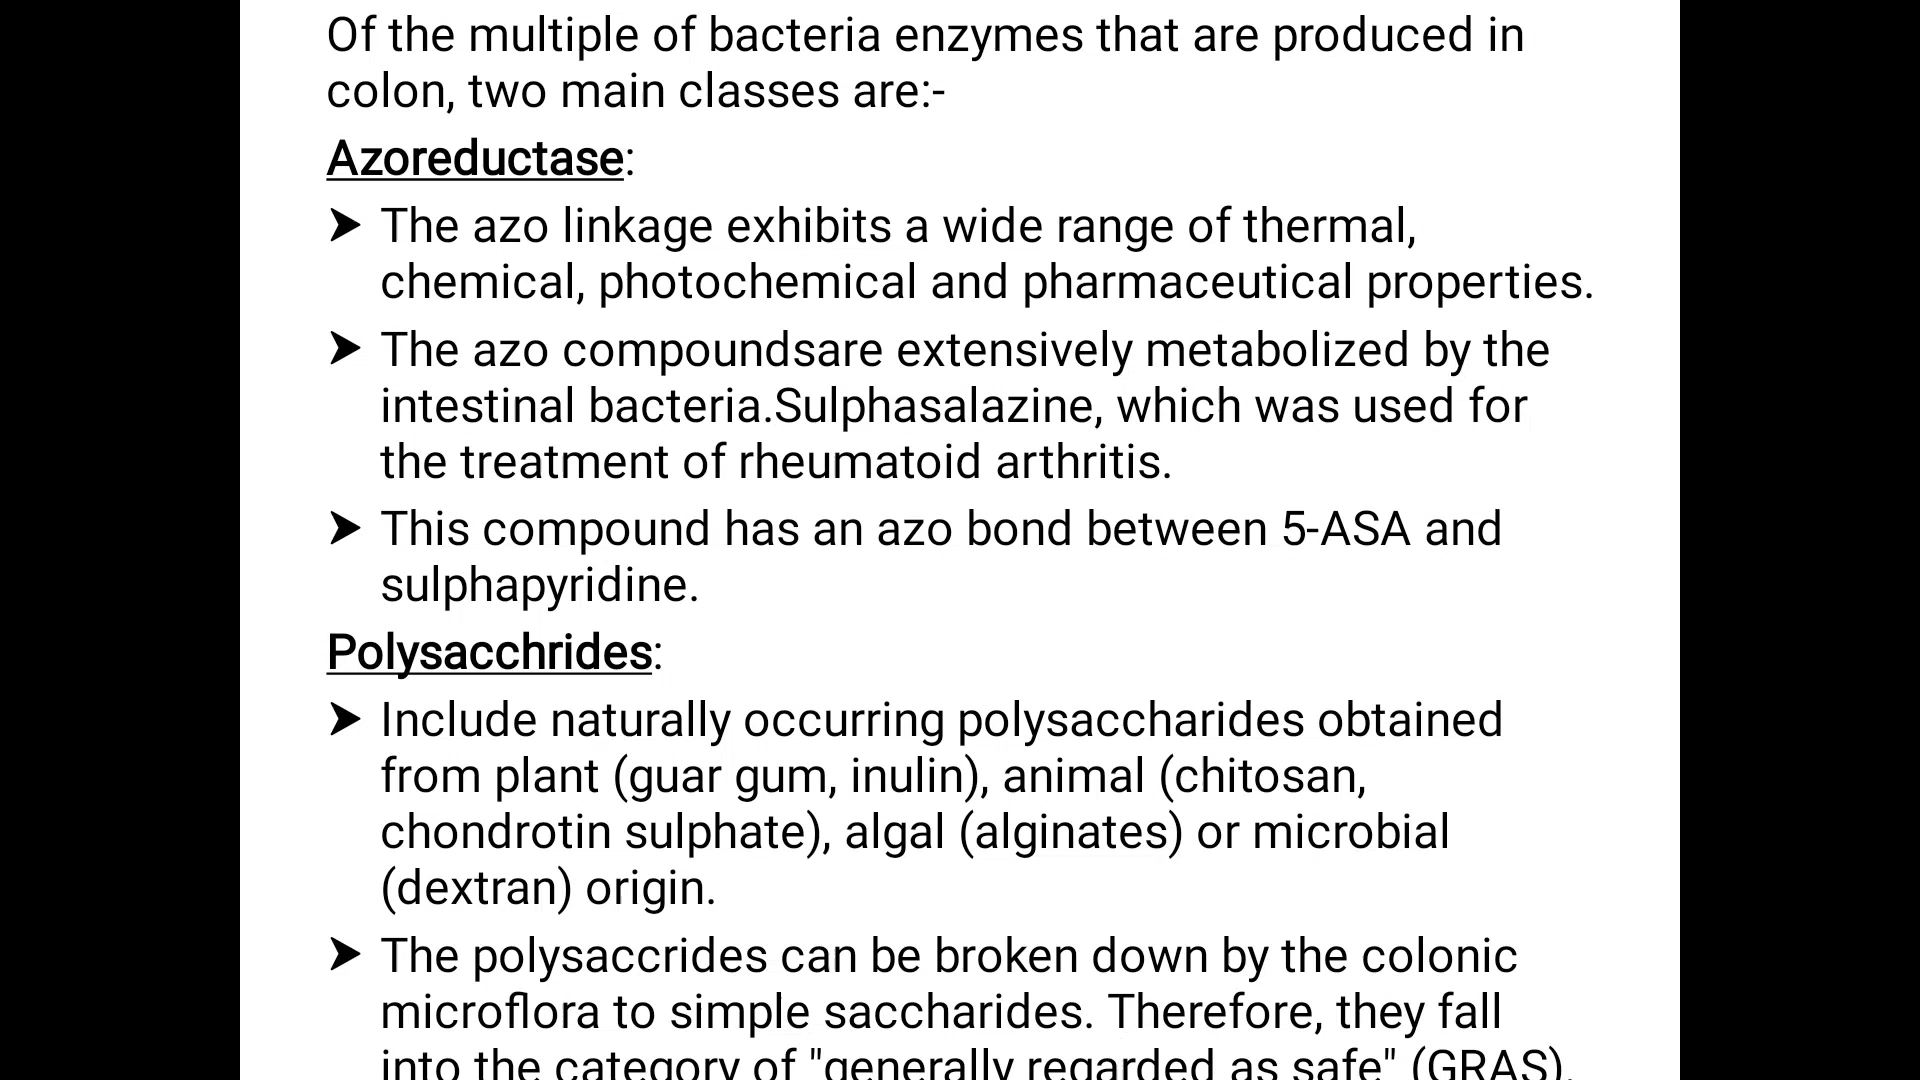 Of the multiple of bacteria enzymes that are produced in
colon, two main classes are:-
Azoreductase:
➤ The azo linkage exhibits a wide range of thermal,
chemical, photochemical and pharmaceutical properties.
➤ The azo compoundsare extensively metabolized by the
intestinal bacteria.Sulphasalazine, which was used for
the treatment of rheumatoid arthritis.
➤ This compound has an azo bond between 5-ASA and
sulphapyridine.
Polysacchrides:
➤ Include naturally occurring polysaccharides obtained
from plant (guar gum, inulin), animal (chitosan,
chondrotin sulphate), algal (alginates) or microbial
(dextran) origin.
➤ The polysaccrides can be broken down by the colonic
microflora to simple saccharides. Therefore, they fall
into the category of "generally regarded as safe" (GRAS).